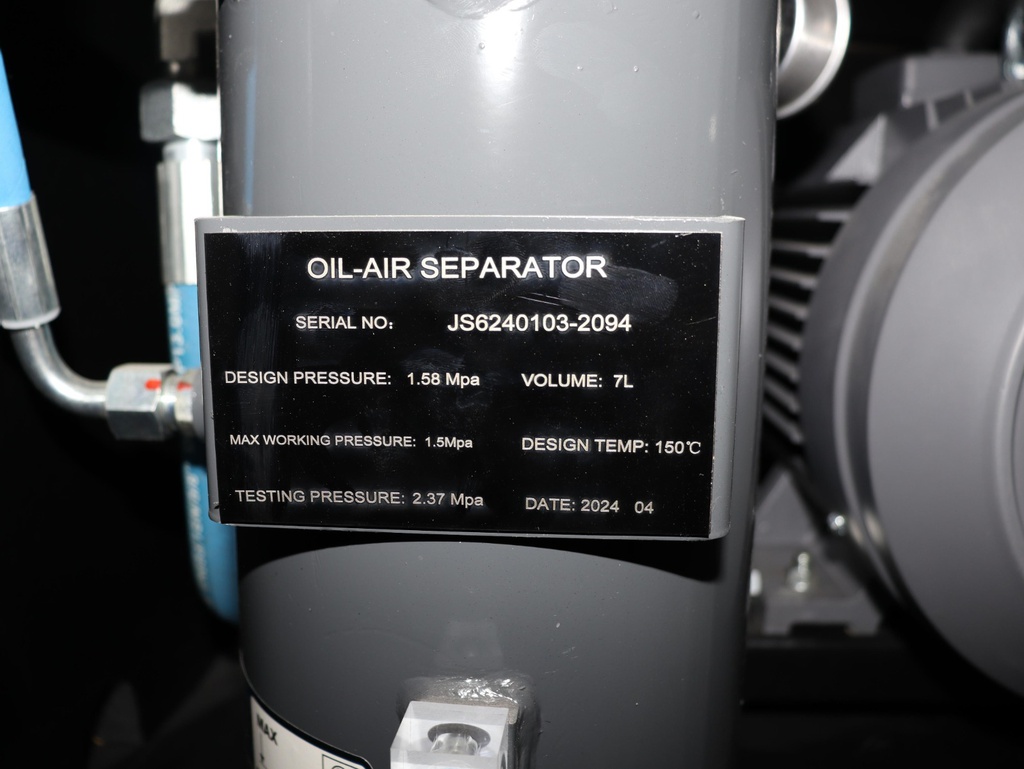 OIL-AIR SEPARATOR
SERIAL NO: JS6240103-2094
DESIGN PRESSURE: 1.58 Mpa VOLUME: 7L
MAX WORKING PRESSURE: 1.5Mpa DESIGN TEMP: 150℃
TESTING PRESSURE: 2.37 Mpa DATE: 2024 04
MAX